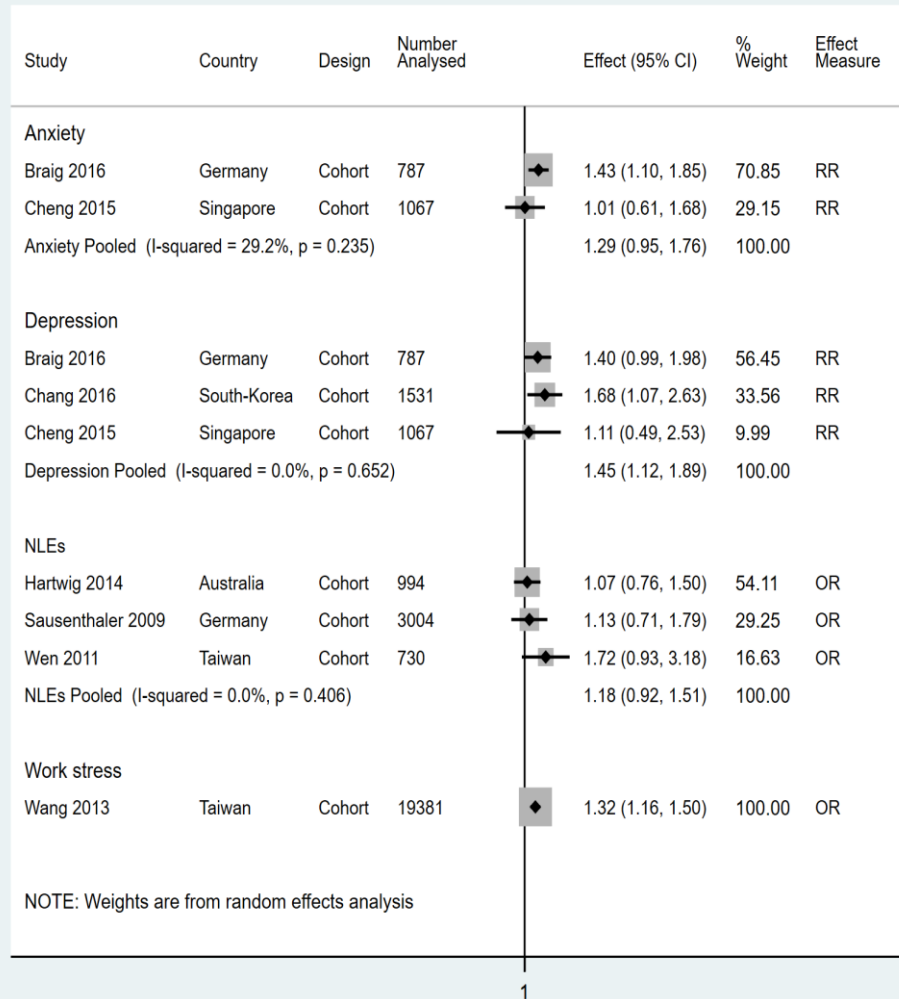 Study Country Design Number Analysed Effect (95% CI) % Weight Effect Measure
Anxiety
Braig 2016 Germany Cohort 787 1.43 (1.10, 1.85) 70.85 RR
Cheng 2015 Singapore Cohort 1067 1.01 (0.61, 1.68) 29.15 RR
Anxiety Pooled (I-squared = 29.2%, p = 0.235) 1.29 (0.95, 1.76) 100.00
Depression
Braig 2016 Germany Cohort 787 1.40 (0.99, 1.98) 56.45 RR
Chang 2016 South-Korea Cohort 1531 1.68 (1.07, 2.63) 33.56 RR
Cheng 2015 Singapore Cohort 1067 1.11 (0.49, 2.53) 9.99 RR
Depression Pooled (I-squared = 0.0%, p = 0.652) 1.45 (1.12, 1.89) 100.00
NLEs
Hartwig 2014 Australia Cohort 994 1.07 (0.76, 1.50) 54.11 OR
Sausenthaler 2009 Germany Cohort 3004 1.13 (0.71, 1.79) 29.25 OR
Wen 2011 Taiwan Cohort 730 1.72 (0.93, 3.18) 16.63 OR
NLEs Pooled (I-squared = 0.0%, p = 0.406) 1.18 (0.92, 1.51) 100.00
Work stress
Wang 2013 Taiwan Cohort 19381 1.32 (1.16, 1.50) 100.00 OR
NOTE: Weights are from random effects analysis
1